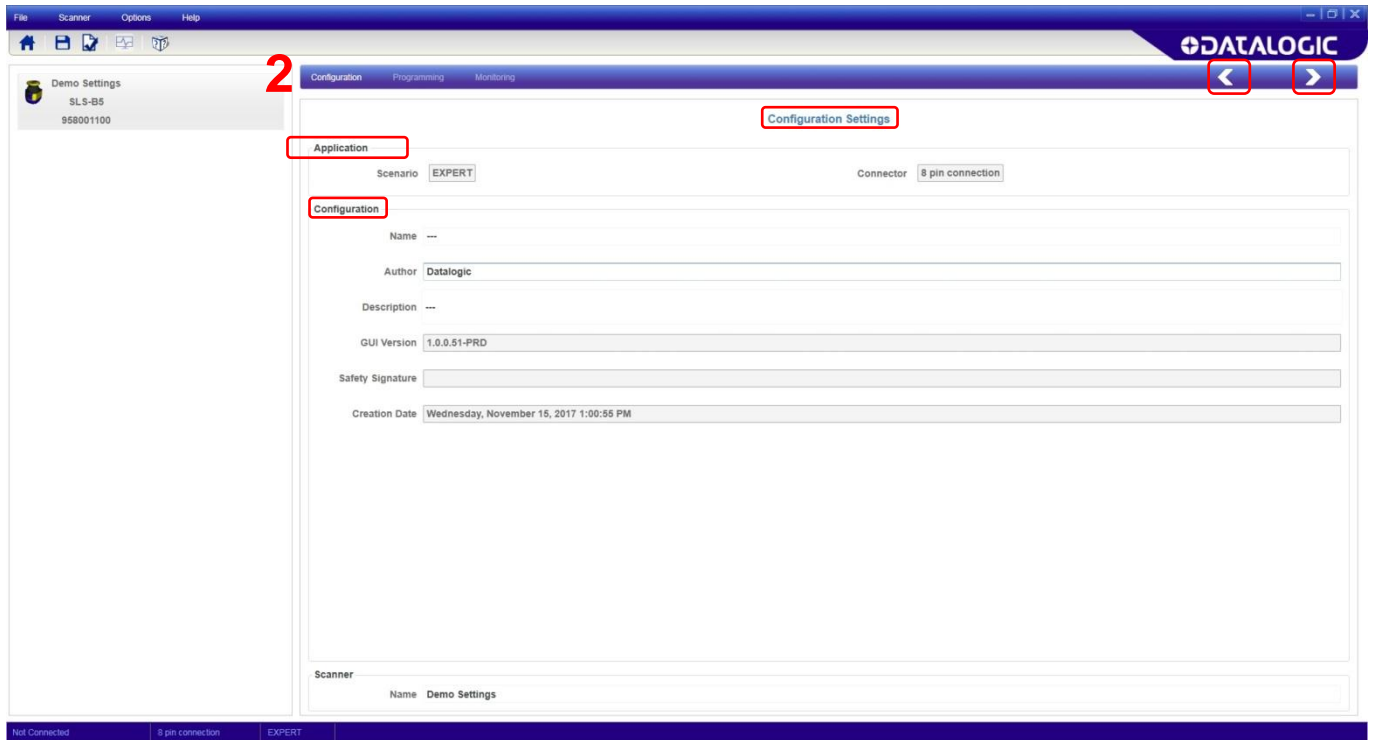 File Scanner Options Help
DATALOGIC
Demo Settings
SLS-B5
958001100
2
Configuration Programming Monitoring
Configuration Settings
Application
Scenario EXPERT Connector 8 pin connection
Configuration
Name ---
Author Datalogic
Description ---
GUI Version 1.0.0.51-PRD
Safety Signature
Creation Date Wednesday, November 15, 2017 1:00:55 PM
Scanner
Name Demo Settings
Not Connected 8 pin connection EXPERT